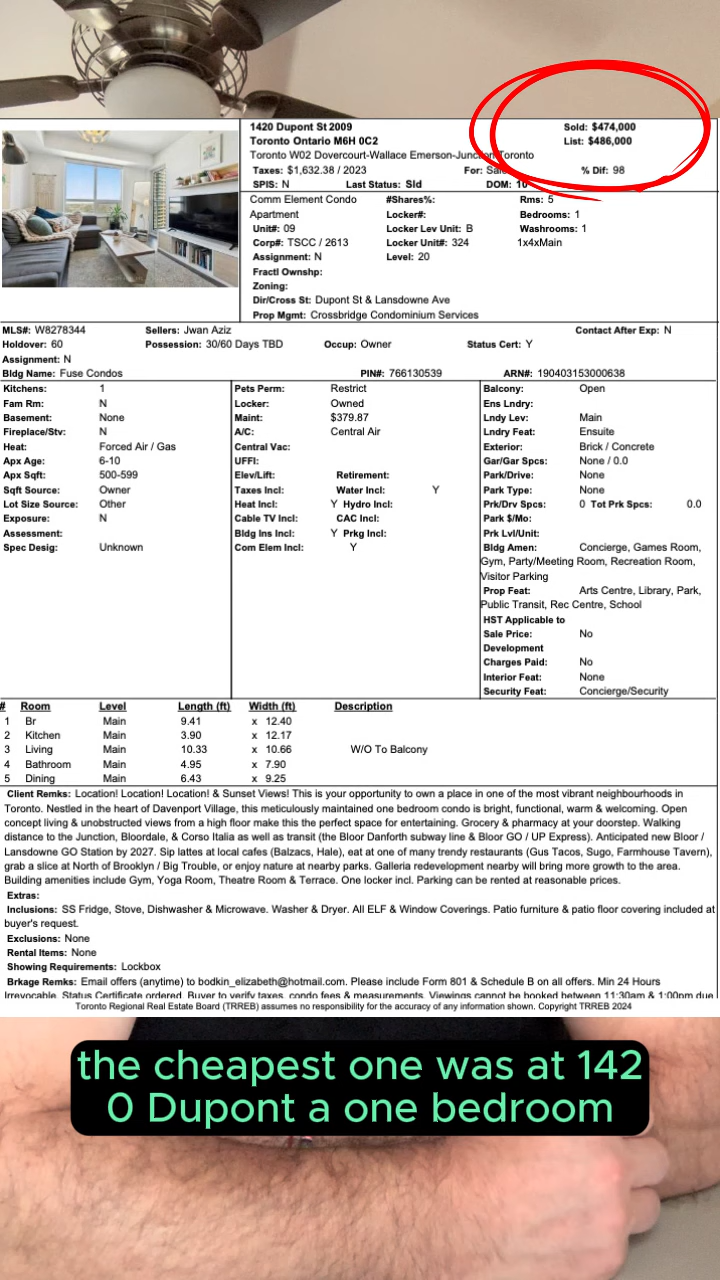 1420 Dupont St 2009
Sold: $474,000
Toronto Ontario M6H 0C2
List: $486,000
Toronto W02 Dovercourt-Wallace Emerson-Junction Toronto
Taxes: $1,632.38 / 2023 For: Sale % Dif: 98
SPIS: N Last Status: Sld DOM: 10
Comm Element Condo #Shares%: Rms: 5
Apartment Locker#: Bedrooms: 1
Unit#: 09 Locker Lev Unit: B Washrooms: 1
Corp#: TSCC / 2613 Locker Unit#: 324 1x4xMain
Assignment: N Level: 20
Fractl Ownshp:
Zoning:
Dir/Cross St: Dupont St & Lansdowne Ave
Prop Mgmt: Crossbridge Condominium Services
MLS#: W8278344 Sellers: Jwan Aziz Contact After Exp: N
Holdover: 60 Possession: 30/60 Days TBD Occup: Owner Status Cert: Y
Assignment: N
Bldg Name: Fuse Condos PIN#: 766130539 ARN#: 190403153000638
Kitchens: 1 Pets Perm: Restrict Balcony: Open
Fam Rm: N Locker: Owned Ens Lndry:
Basement: None Maint: $379.87 Lndy Lev: Main
Fireplace/Stv: N A/C: Central Air Lndry Feat: Ensuite
Heat: Forced Air / Gas Central Vac: Exterior: Brick / Concrete
Apx Age: 6-10 UFFI: Gar/Gar Spcs: None / 0.0
Apx Sqft: 500-599 Elev/Lift: Retirement: Park/Drive: None
Sqft Source: Owner Taxes Incl: Water Incl: Y Park Type: None
Lot Size Source: Other Heat Incl: Y Hydro Incl: Prk/Drv Spcs: 0 Tot Prk Spcs: 0.0
Exposure: N Cable TV Incl: CAC Incl: Park $/Mo:
Assessment: Bldg Ins Incl: Y Prkg Incl: Prk Lvl/Unit:
Spec Desig: Unknown Com Elem Incl: Y Bldg Amen: Concierge, Games Room,
Gym, Party/Meeting Room, Recreation Room,
Visitor Parking
Prop Feat: Arts Centre, Library, Park,
Public Transit, Rec Centre, School
HST Applicable to
Sale Price: No
Development
Charges Paid: No
Interior Feat: None
Security Feat: Concierge/Security
# Room Level Length (ft) Width (ft) Description
1 Br Main 9.41 x 12.40
2 Kitchen Main 3.90 x 12.17
3 Living Main 10.33 x 10.66 W/O To Balcony
4 Bathroom Main 4.95 x 7.90
5 Dining Main 6.43 x 9.25
Client Remks: Location! Location! Location! & Sunset Views! This is your opportunity to own a place in one of the most vibrant neighbourhoods in
Toronto. Nestled in the heart of Davenport Village, this meticulously maintained one bedroom condo is bright, functional, warm & welcoming. Open
concept living & unobstructed views from a high floor make this the perfect space for entertaining. Grocery & pharmacy at your doorstep. Walking
distance to the Junction, Bloordale, & Corso Italia as well as transit (the Bloor Danforth subway line & Bloor GO / UP Express). Anticipated new Bloor /
Lansdowne GO Station by 2027. Sip lattes at local cafes (Balzacs, Hale), eat at one of many trendy restaurants (Gus Tacos, Sugo, Farmhouse Tavern),
grab a slice at North of Brooklyn / Big Trouble, or enjoy nature at nearby parks. Galleria redevelopment nearby will bring more growth to the area.
Building amenities include Gym, Yoga Room, Theatre Room & Terrace. One locker incl. Parking can be rented at reasonable prices.
Extras:
Inclusions: SS Fridge, Stove, Dishwasher & Microwave. Washer & Dryer. All ELF & Window Coverings. Patio furniture & patio floor covering included at
buyer's request.
Exclusions: None
Rental Items: None
Showing Requirements: Lockbox
Brkage Remks: Email offers (anytime) to bodkin_elizabeth@hotmail.com. Please include Form 801 & Schedule B on all offers. Min 24 Hours
Irrevocable. Status Certificate ordered. Buyer to verify taxes, condo fees & measurements. Viewings cannot be booked between 11:30am & 1:00pm due
Toronto Regional Real Estate Board (TRREB) assumes no responsibility for the accuracy of any information shown. Copyright TRREB 2024
the cheapest one was at 142
0 Dupont a one bedroom